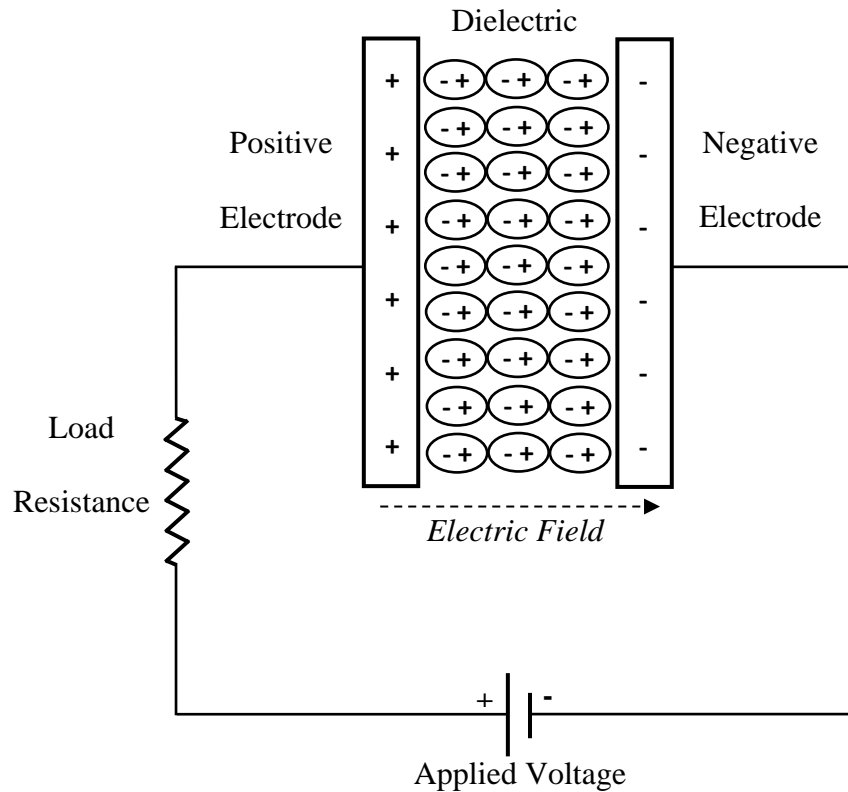 Dielectric
+ - + - + - + -
- + - + - + 
Positive
+ -
Negative
- + - + - +
Electrode
+ - + - + - + -
Electrode
+ - + - + - +
+ - + - + - + -
- + - + - +
+ - + - + - + -
Load
- + - + - +
+ - + - + - + -
Resistance
Electric Field
+ -
Applied Voltage